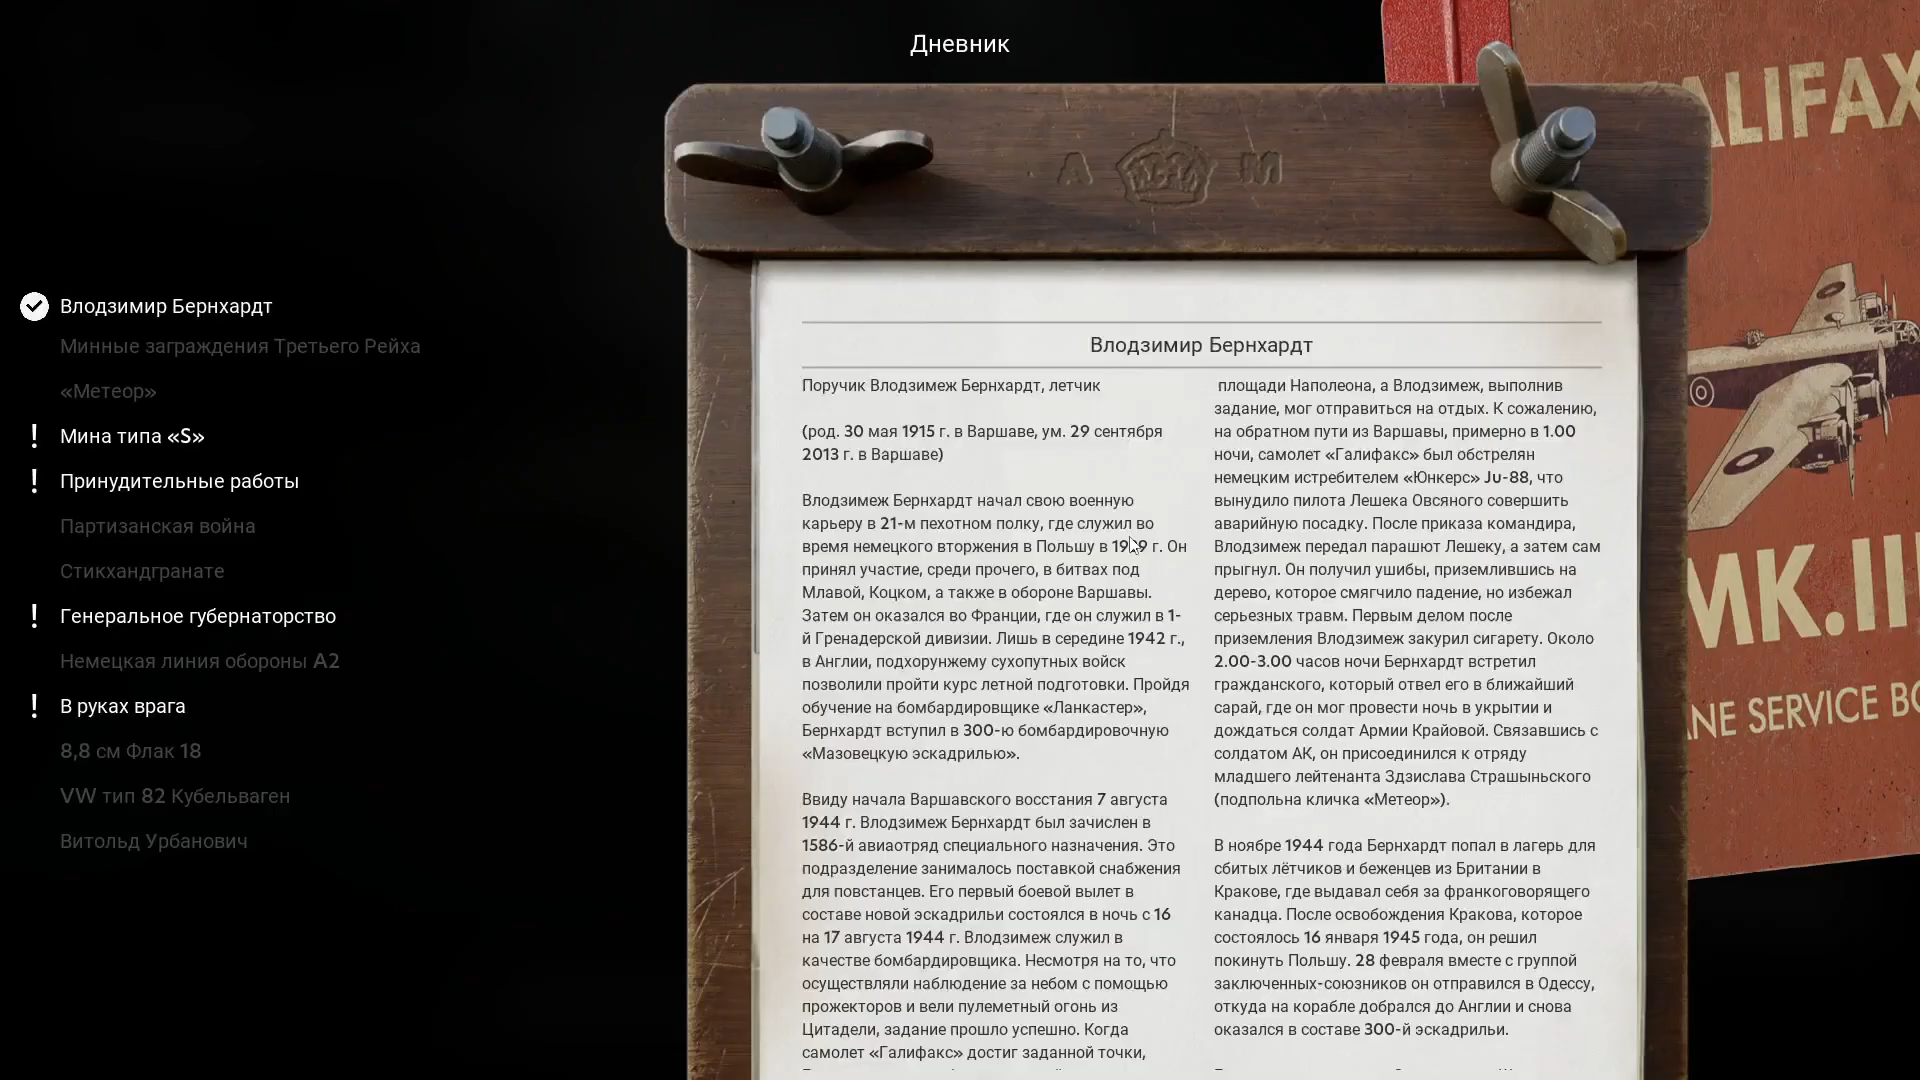 Дневник
Влодзимир Бернхардт
Минные заграждения Третьего Рейха
«Метеор»
! Мина типа «S»
! Принудительные работы
Партизанская война
Стикхандгранате
! Генеральное губернаторство
Немецкая линия обороны А2
! В руках врага
8,8 см Флак 18
VW тип 82 Кубельваген
Витольд Урбанович
A M
Влодзимир Бернхардт
Поручик Влодзимеж Бернхардт, летчик
(род. 30 мая 1915 г. в Варшаве, ум. 29 сентября
2013 г. в Варшаве)
Влодзимеж Бернхардт начал свою военную
карьеру в 21-м пехотном полку, где служил во
время немецкого вторжения в Польшу в 1939 г. Он
принял участие, среди прочего, в битвах под
Млавой, Коцком, а также в обороне Варшавы.
Затем он оказался во Франции, где он служил в 1-
й Гренадерской дивизии. Лишь в середине 1942 г.,
в Англии, подхорунжему сухопутных войск
позволили пройти курс летной подготовки. Пройдя
обучение на бомбардировщике «Ланкастер»,
Бернхардт вступил в 300-ю бомбардировочную
«Мазовецкую эскадрилью».
Ввиду начала Варшавского восстания 7 августа
1944 г. Влодзимеж Бернхардт был зачислен в
1586-й авиаотряд специального назначения. Это
подразделение занималось поставкой снабжения
для повстанцев. Его первый боевой вылет в
составе новой эскадрильи состоялся в ночь с 16
на 17 августа 1944 г. Влодзимеж служил в
качестве бомбардировщика. Несмотря на то, что
осуществляли наблюдение за небом с помощью
прожекторов и вели пулеметный огонь из
Цитадели, задание прошло успешно. Когда
самолет «Галифакс» достиг заданной точки,
площади Наполеона, а Влодзимеж, выполнив
задание, мог отправиться на отдых. К сожалению,
на обратном пути из Варшавы, примерно в 1.00
ночи, самолет «Галифакс» был обстрелян
немецким истребителем «Юнкерс» Ju-88, что
вынудило пилота Лешека Овсяного совершить
аварийную посадку. После приказа командира,
Влодзимеж передал парашют Лешеку, а затем сам
прыгнул. Он получил ушибы, приземлившись на
дерево, которое смягчило падение, но избежал
серьезных травм. Первым делом после
приземления Влодзимеж закурил сигарету. Около
2.00-3.00 часов ночи Бернхардт встретил
гражданского, который отвел его в ближайший
сарай, где он мог провести ночь в укрытии и
дождаться солдат Армии Крайовой. Связавшись с
солдатом АК, он присоединился к отряду
младшего лейтенанта Здзислава Страшыньского
(подпольна кличка «Метеор»).
В ноябре 1944 года Бернхардт попал в лагерь для
сбитых лётчиков и беженцев из Британии в
Кракове, где выдавал себя за франкоговорящего
канадца. После освобождения Кракова, которое
состоялось 16 января 1945 года, он решил
покинуть Польшу. 28 февраля вместе с группой
заключенных-союзников он отправился в Одессу,
откуда на корабле добрался до Англии и снова
оказался в составе 300-й эскадрильи.
ALIFAX
MK.II
NE SERVICE BO